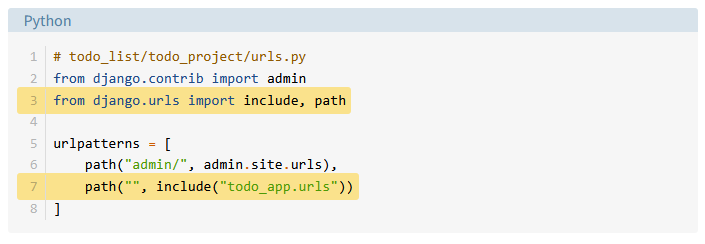 Python
1 # todo_list/todo_project/urls.py
2 from django.contrib import admin
3 from django.urls import include, path
4
5 urlpatterns = [
6     path("admin/", admin.site.urls),
7     path("", include("todo_app.urls"))
8 ]